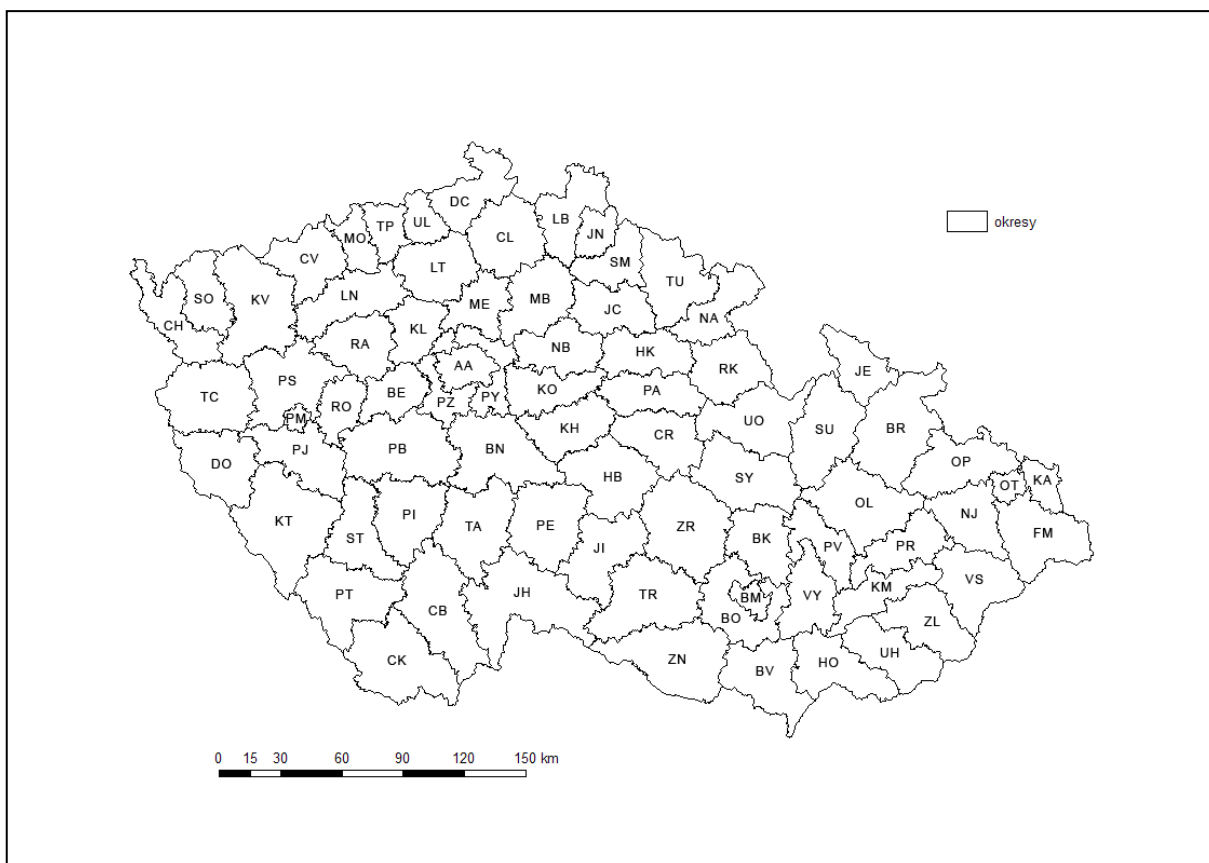 DC
LB
UL
TP
JN
MO
CL
CV
LT
SM
TU
SO
KV
LN
ME
MB
JC
CH
KL
NA
RA
NB
HK
AA
RK
JE
PS
TC
BE
KO
PA
PZ
PY
RO
PM
UO
SU
BR
KH
CR
PJ
PB
BN
DO
OP
HB
SY
KA
OT
OL
KT
PI
TA
PE
ZR
NJ
FM
ST
JI
BK
PV
PR
VS
KM
PT
CB
JH
TR
BM
VY
BO
ZL
CK
ZN
BV
HO
UH
okresy
0 15 30 60 90 120 150 km